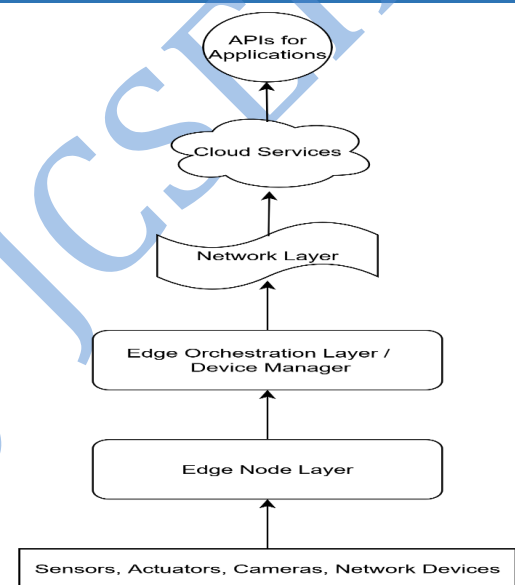 APIs for
Applications
Cloud Services
Network Layer
Edge Orchestration Layer /
Device Manager
Edge Node Layer
Sensors, Actuators, Cameras, Network Devices